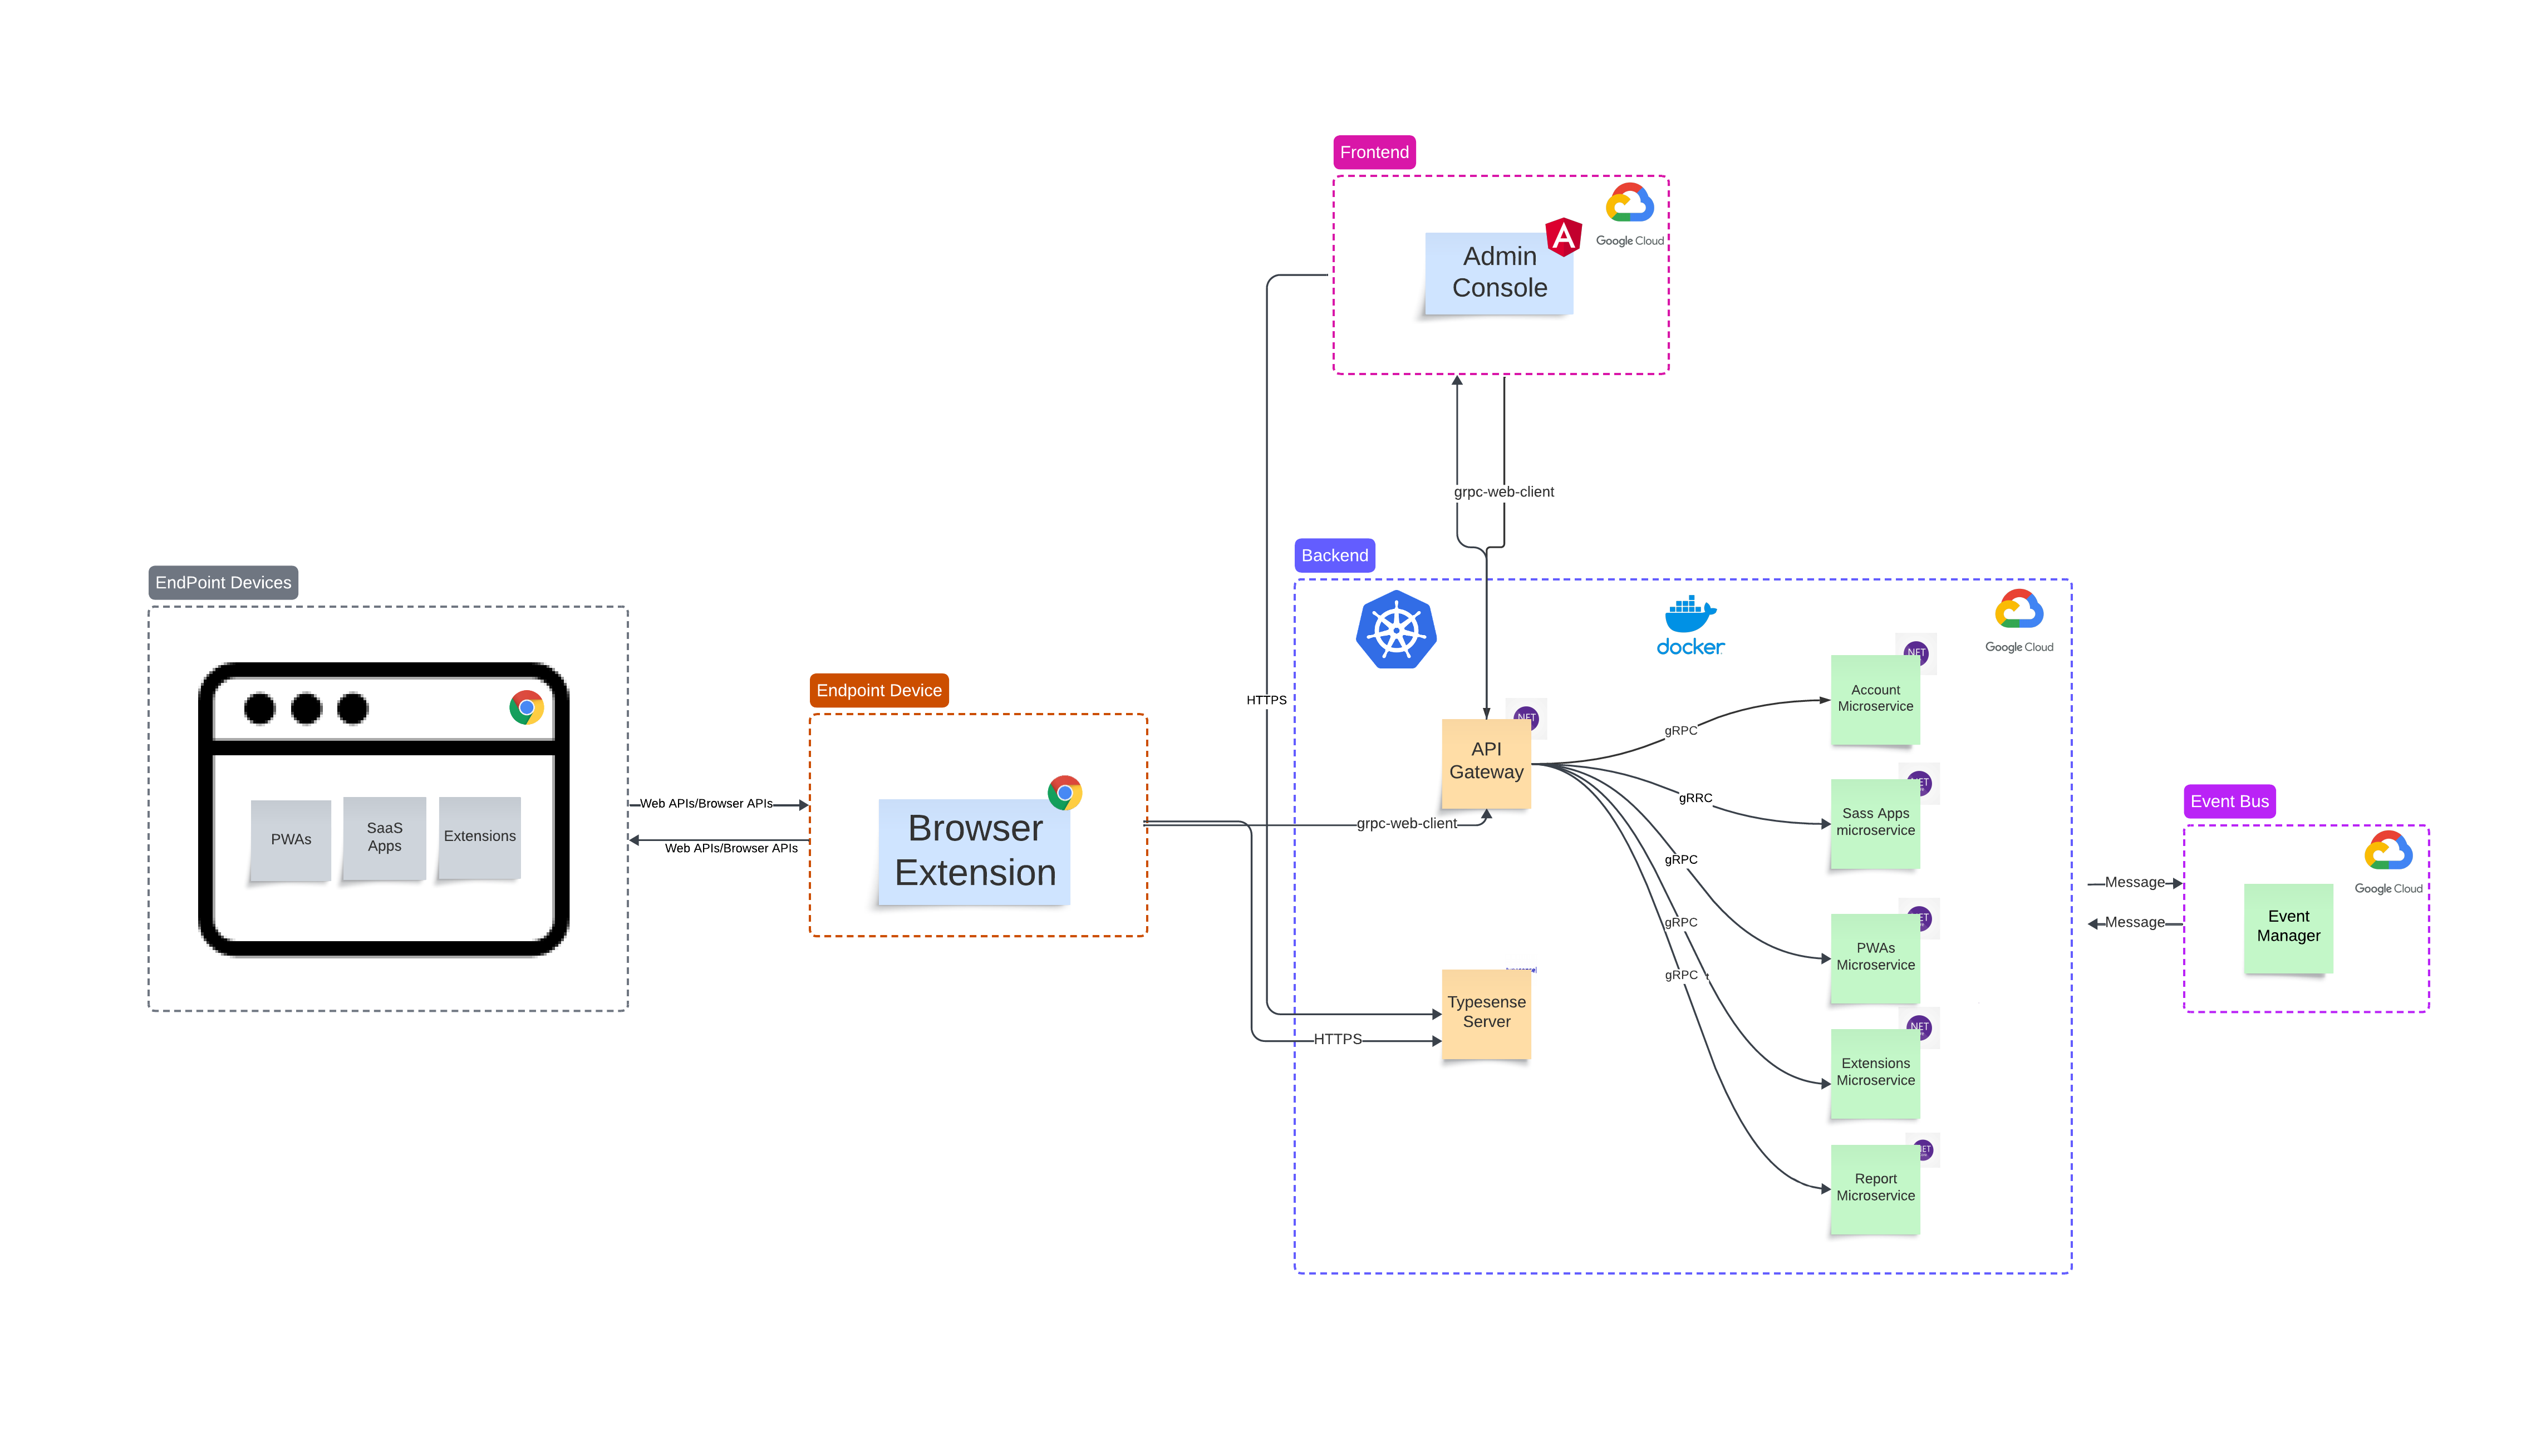 Frontend
Google Cloud
Admin
Console
grpc-web-client
Backend
EndPoint Devices
docker
Google Cloud
NET
Account
Microservice
Endpoint Device
HTTPS
NET
API
Gateway
gRPC
Sass Apps
microservice
gRRC
Event Bus
Web APIs/Browser APIs
Web APIs/Browser APIs
PWAs
SaaS
Apps
Extensions
Browser
Extension
grpc-web-client
gRPC
Message
Message
Google Cloud
Event
Manager
gRPC
PWAs
Microservice
gRPC
Typesense
Server
HTTPS
NET
Extensions
Microservice
Report
Microservice